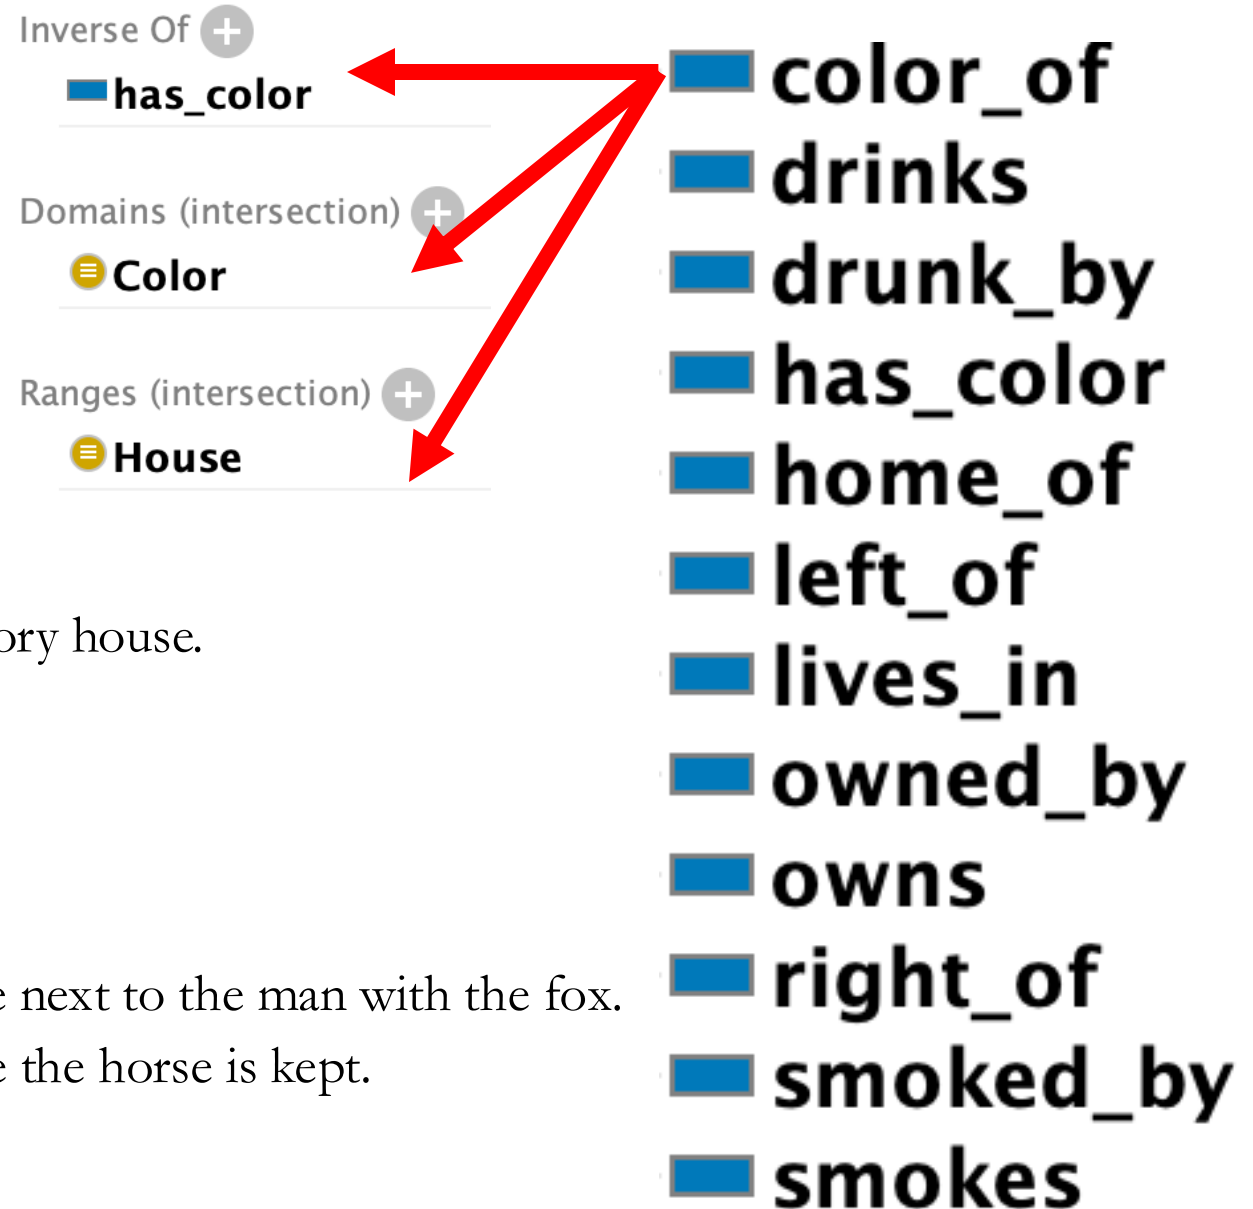 Inverse Of
has_color
Domains (intersection)
Color
Ranges (intersection)
House
ory house.
e next to the man with the fox.
e the horse is kept.
color_of
drinks
drunk_by
has_color
home_of
left_of
lives_in
owned_by
owns
right_of
smoked_by
smokes